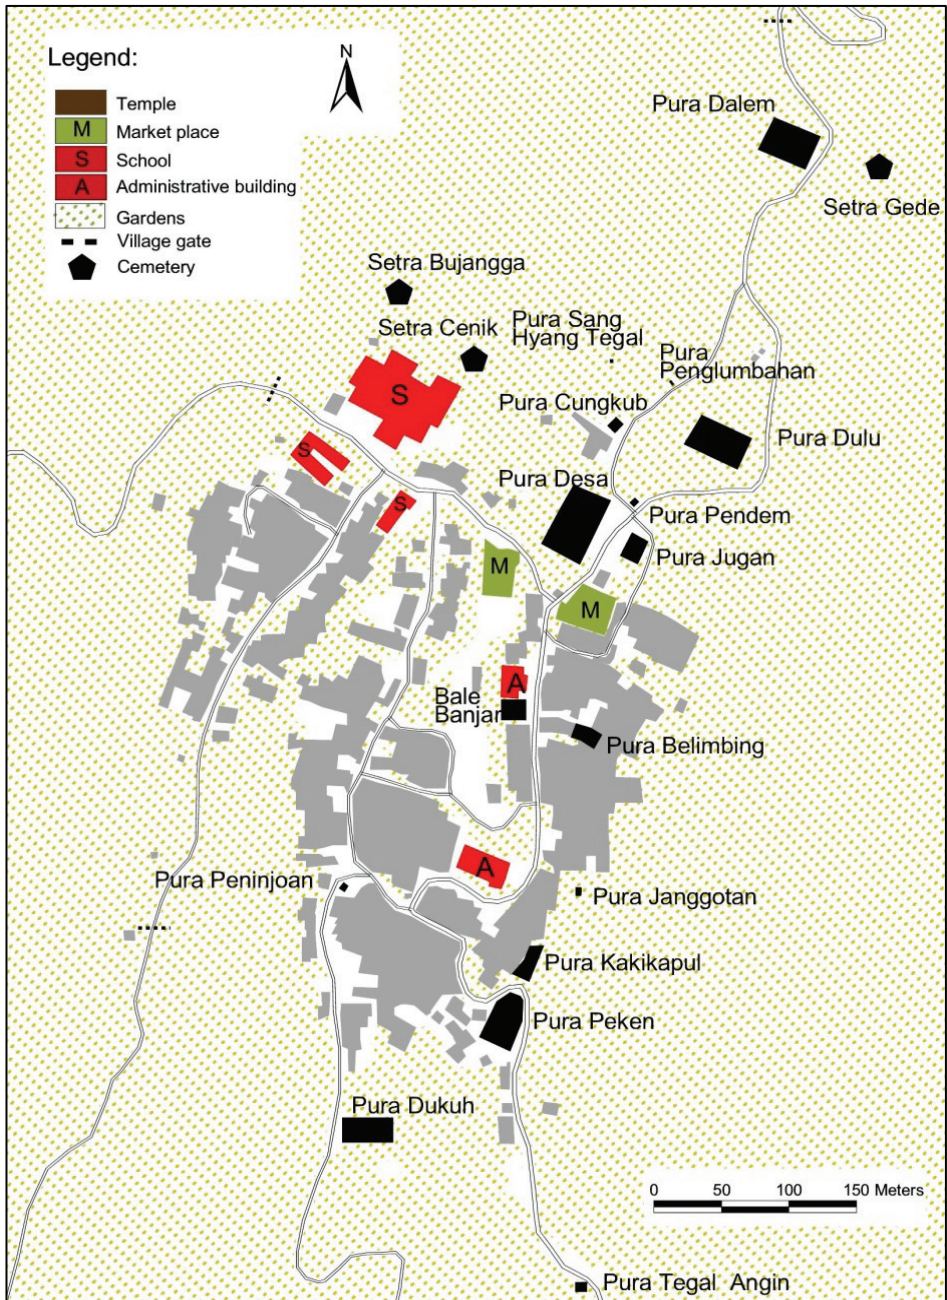 Legend:
N
Temple
M Market place
S School
A Administrative building
Gardens
Village gate
Cemetery
Pura Dalem
Setra Gede
Setra Bujangga
Setra Cenik
Pura Sang
Hyang Tegal
Pura
Penglumbahan
S
Pura Cungkub
S
Pura Dulu
Pura Desa
S
Pura Pendem
Pura Jugan
M
M
A
Bale
Banjar
Pura Belimbing
A
Pura Peninjoan
Pura Janggotan
Pura Kakikapul
Pura Peken
Pura Dukuh
0 50 100 150 Meters
Pura Tegal Angin